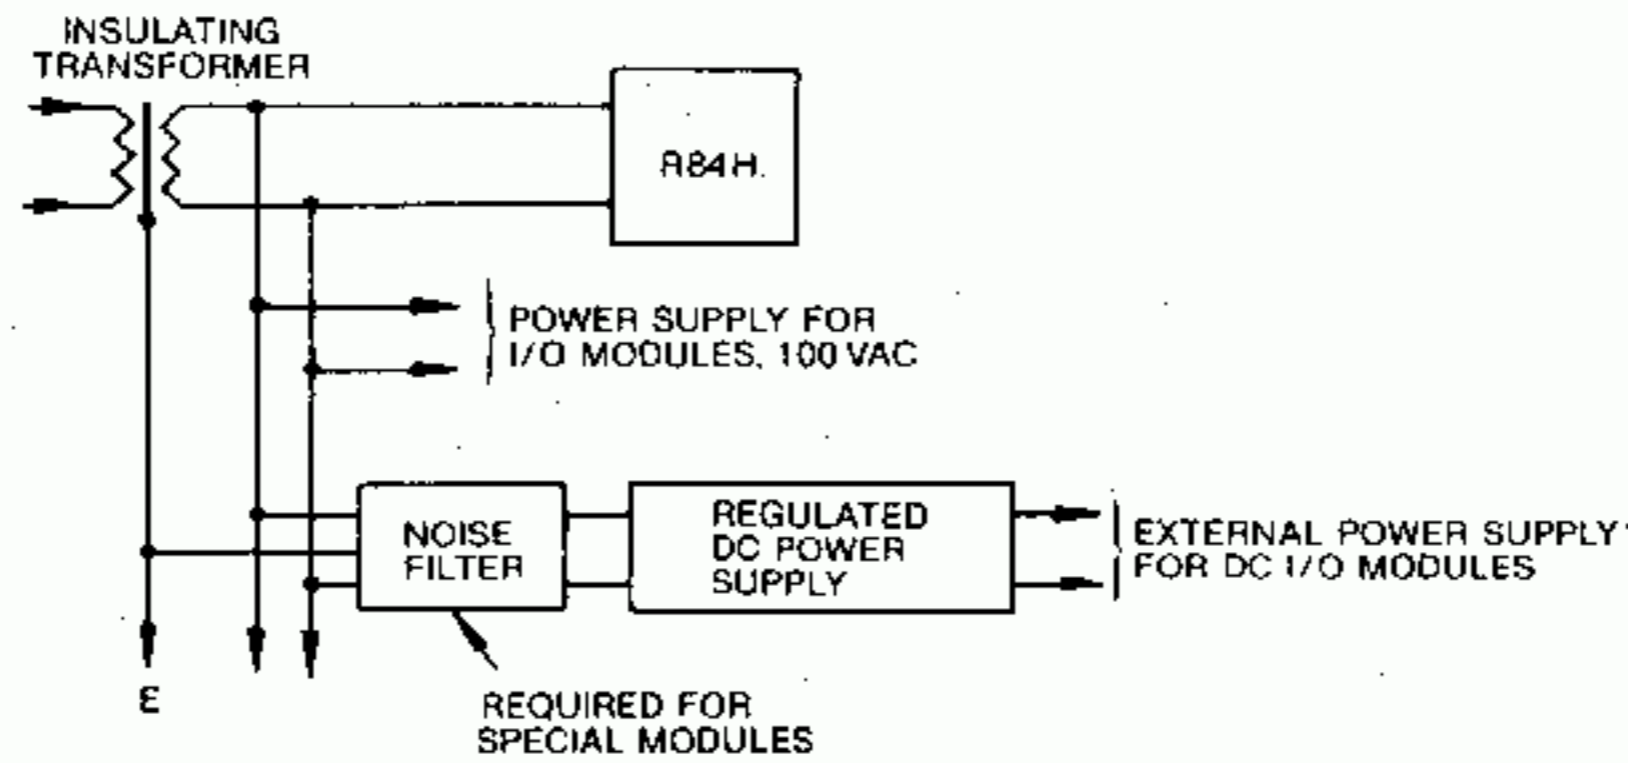 INSULATING
TRANSFORMER
R84H
POWER SUPPLY FOR
I/O MODULES, 100 VAC
NOISE
FILTER
REGULATED
DC POWER
SUPPLY
EXTERNAL POWER SUPPLY
FOR DC I/O MODULES
E
REQUIRED FOR
SPECIAL MODULES